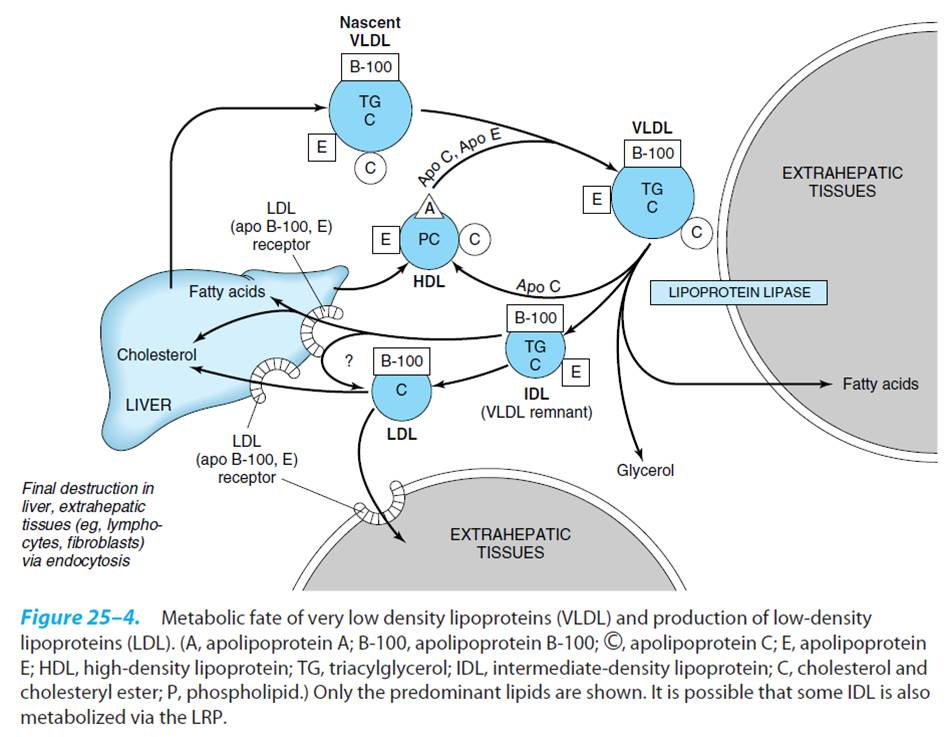 Nascent
VLDL
B-100
TG
C
E
C
Apo C, Apo E
VLDL
B-100
TG
C
E
C
EXTRAHEPATIC
TISSUES
LDL
(apo B-100, E)
receptor
A
E
PC
C
HDL
Apo C
LIPOPROTEIN LIPASE
Fatty acids
B-100
TG
C
E
IDL
(VLDL remnant)
Cholesterol
?
B-100
C
LDL
LIVER
Fatty acids
LDL
(apo B-100, E)
receptor
Glycerol
Final destruction in
liver, extrahepatic
tissues (eg, lympho-
cytes, fibroblasts)
via endocytosis
EXTRAHEPATIC
TISSUES
Figure 25–4. Metabolic fate of very low density lipoproteins (VLDL) and production of low-density
lipoproteins (LDL). (A, apolipoprotein A; B-100, apolipoprotein B-100; ©, apolipoprotein C; E, apolipoprotein
E; HDL, high-density lipoprotein; TG, triacylglycerol; IDL, intermediate-density lipoprotein; C, cholesterol and
cholesteryl ester; P, phospholipid.) Only the predominant lipids are shown. It is possible that some IDL is also
metabolized via the LRP.